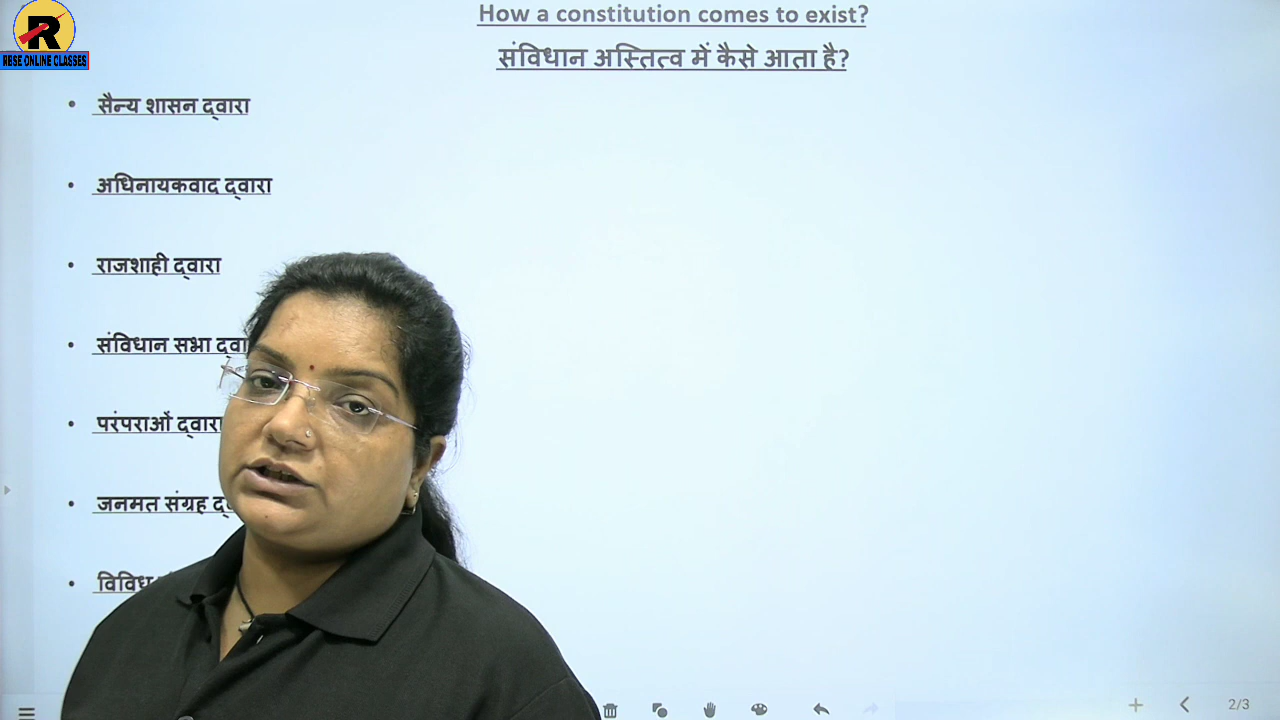 R
RBSE ONLINE CLASSES
How a constitution comes to exist?
संविधान अस्तित्व में कैसे आता है?
सैन्य शासन द्वारा
अधिनायकवाद द्वारा
राजशाही द्वारा
संविधान सभा
परंपराओं द्वारा
जनमत संग्रह
विविध
2/3